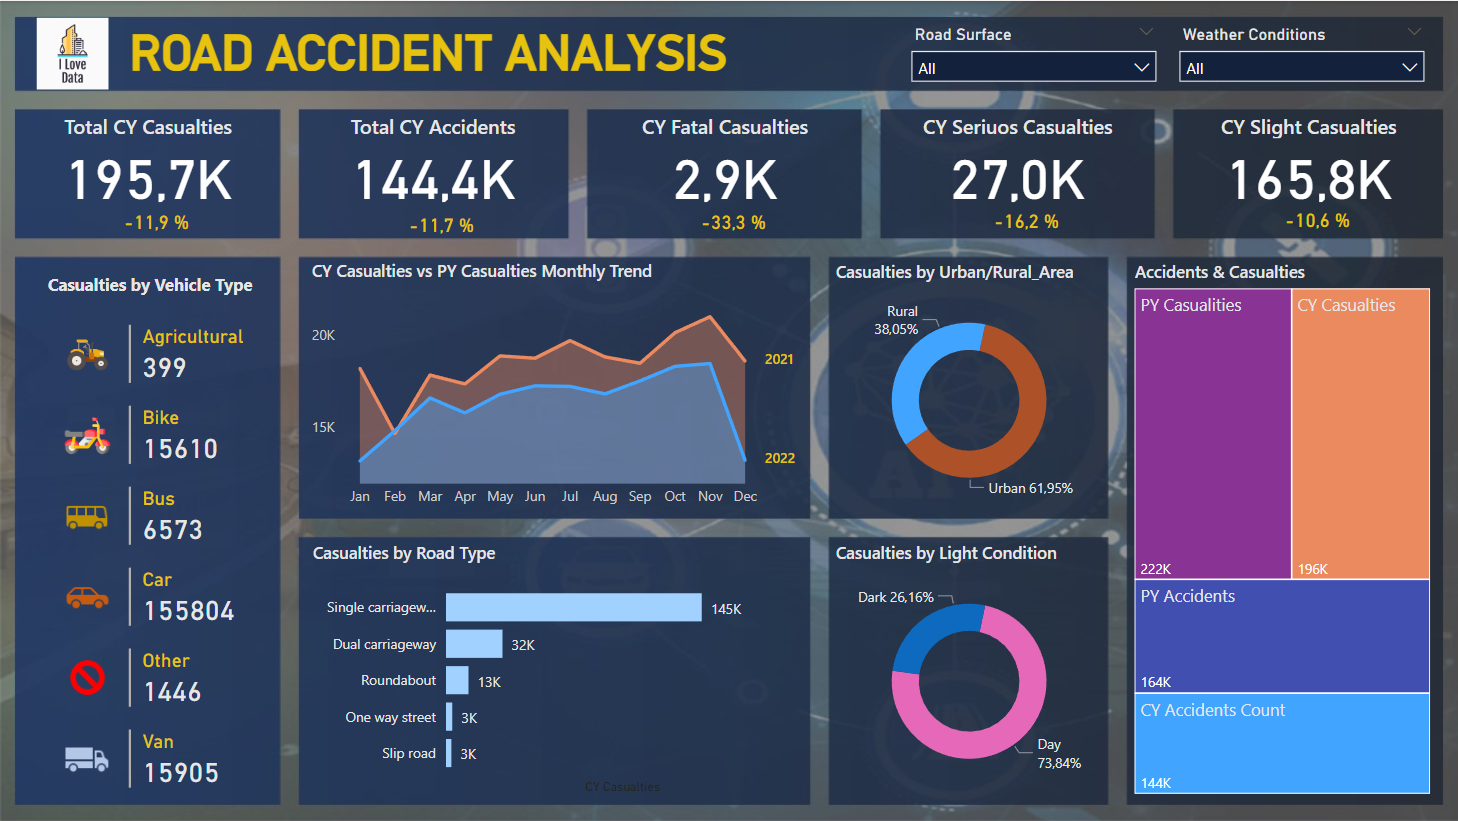 I Love
Data
ROAD ACCIDENT ANALYSIS
Road Surface
All
Weather Conditions
All
Total CY Casualties
195,7K
-11,9 %
Total CY Accidents
144,4K
-11,7 %
CY Fatal Casualties
2,9K
-33,3 %
CY Seriuos Casualties
27,0K
-16,2 %
CY Slight Casualties
165,8K
-10,6 %
Casualties by Vehicle Type
Agricultural
399
Bike
15610
Bus
6573
Car
155804
Other
1446
Van
15905
CY Casualties vs PY Casualties Monthly Trend
20K
15K
2021
2022
Jan Feb Mar Apr May Jun Jul Aug Sep Oct Nov Dec
Casualties by Road Type
Single carriagew... 145K
Dual carriageway 32K
Roundabout 13K
One way street 3K
Slip road 3K
CY Casualties
Casualties by Urban/Rural_Area
Rural
38,05%
Urban 61,95%
Casualties by Light Condition
Dark 26,16%
Day
73,84%
Accidents & Casualties
PY Casualities
222K
CY Casualties
196K
PY Accidents
164K
CY Accidents Count
144K